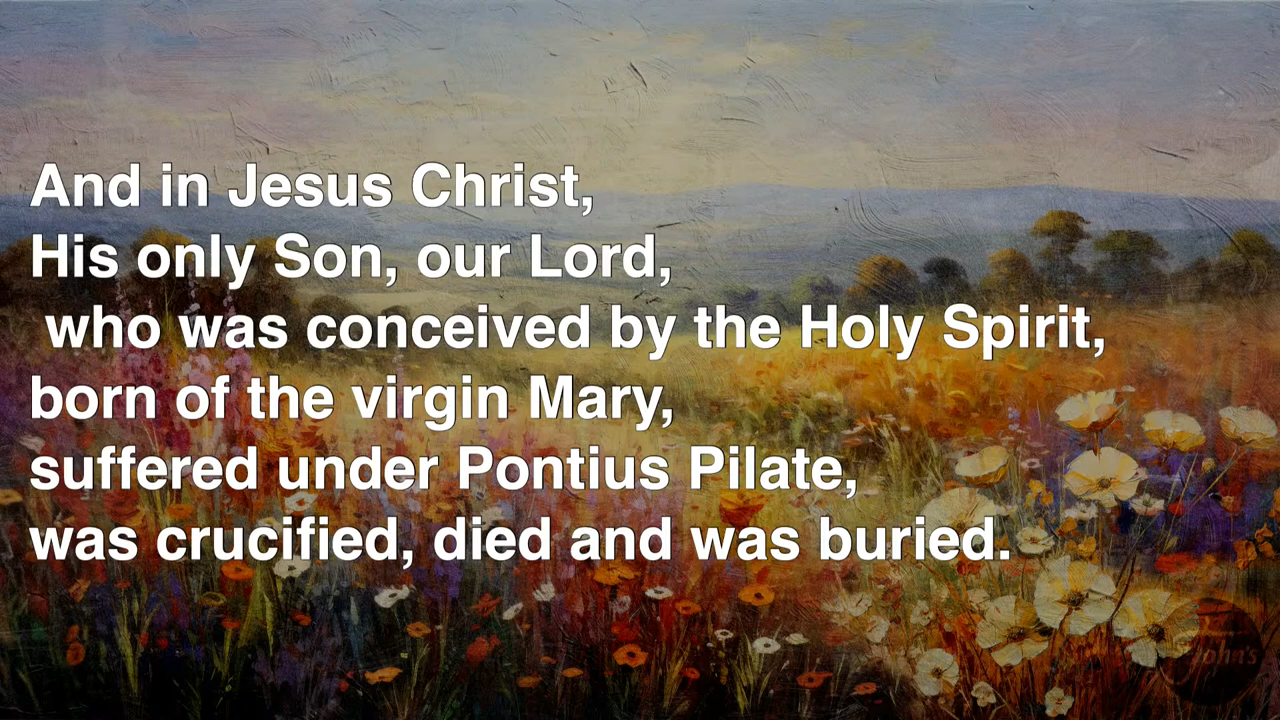 And in Jesus Christ,
His only Son, our Lord,
who was conceived by the Holy Spirit,
born of the virgin Mary,
suffered under Pontius Pilate,
was crucified, died and was buried.
John's